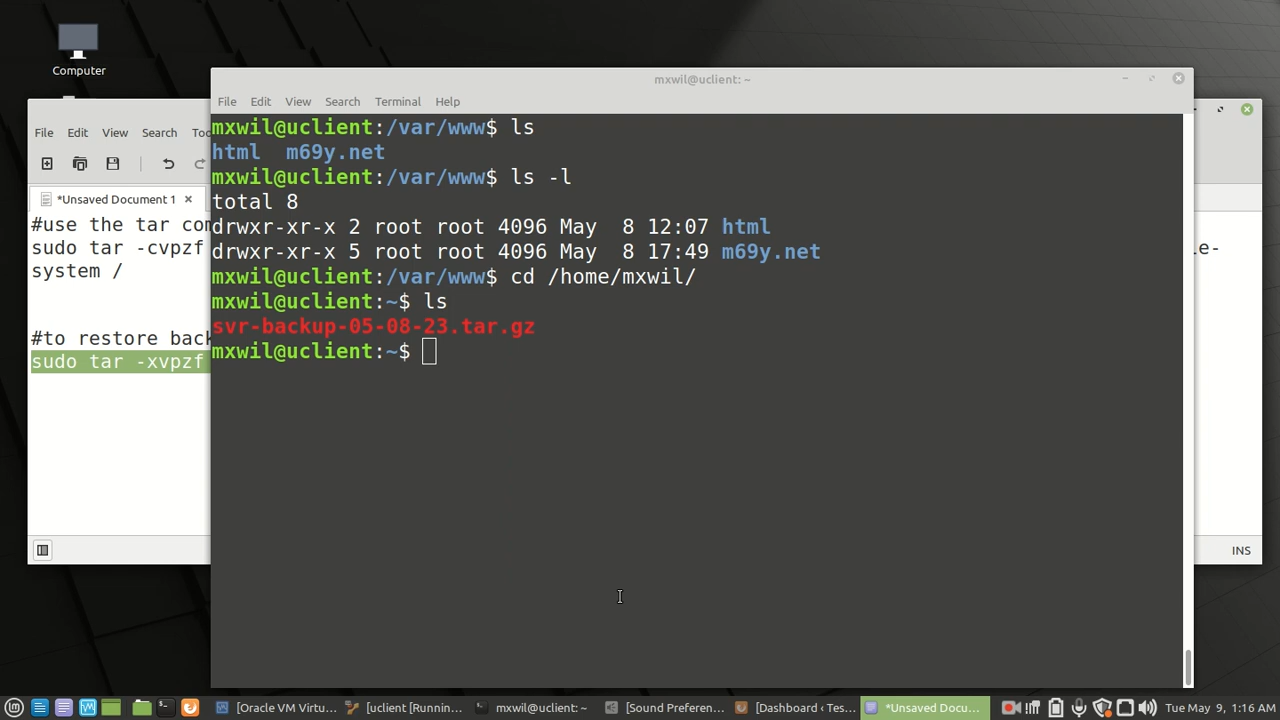 Computer
mxwil@uclient: ~
File Edit View Search Terminal Help
mxwil@uclient:/var/www$ ls
html  m69y.net
mxwil@uclient:/var/www$ ls -l
total 8
drwxr-xr-x 2 root root 4096 May  8 12:07 html
drwxr-xr-x 5 root root 4096 May  8 17:49 m69y.net
mxwil@uclient:/var/www$ cd /home/mxwil/
mxwil@uclient:~$ ls
svr-backup-05-08-23.tar.gz
mxwil@uclient:~$
File Edit View Search Too
*Unsaved Document 1
#use the tar com
sudo tar -cvpzf le-
system /
#to restore back
sudo tar -xvpzf
INS
[Oracle VM Virtu... [uclient [Runnin... mxwil@uclient: ~ [Sound Preferen... [Dashboard ‹ Tes... *Unsaved Docu... Tue May 9, 1:16 AM